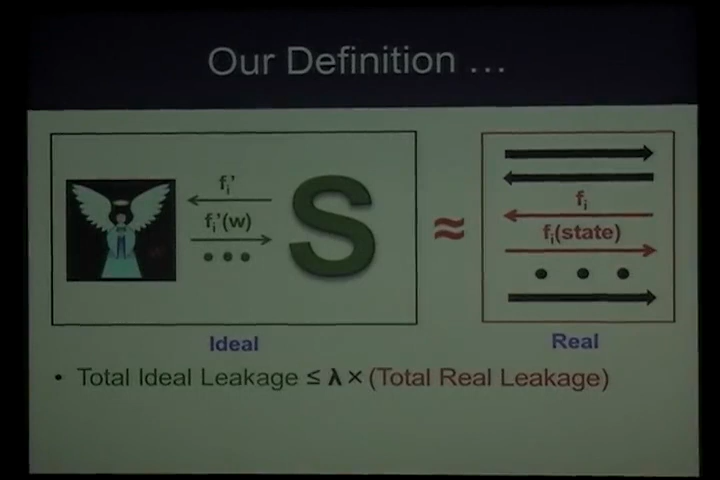 Our Definition ...
fi'
fi'(w)
S
≈
fi
fi(state)
Ideal
Real
• Total Ideal Leakage ≤ λ × (Total Real Leakage)